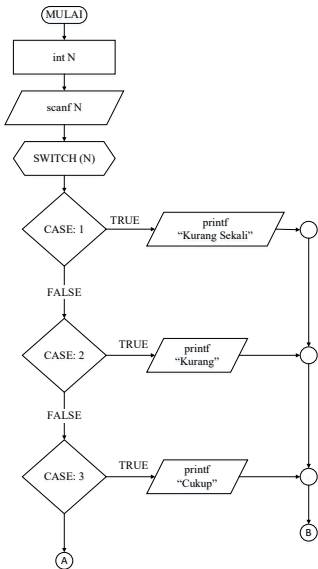 MULAI
int N
scanf N
SWITCH (N)
CASE: 1
TRUE
printf
“Kurang Sekali”
FALSE
CASE: 2
TRUE
printf
“Kurang”
FALSE
CASE: 3
TRUE
printf
“Cukup”
A
B